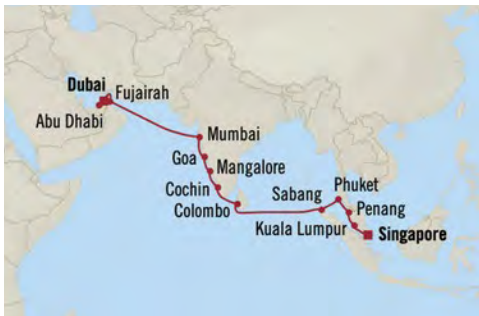 Dubai
Fujairah
Abu Dhabi
Mumbai
Goa
Mangalore
Cochin
Colombo
Sabang
Phuket
Penang
Kuala Lumpur
Singapore